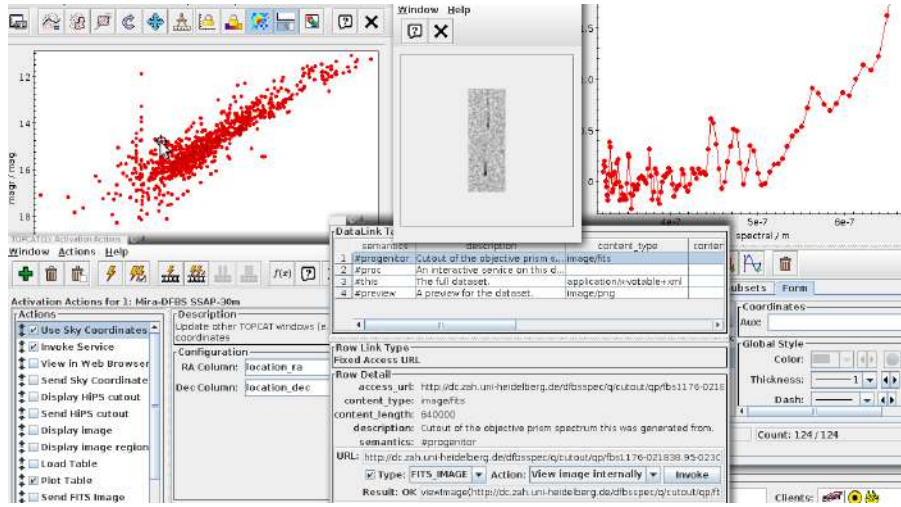 12
14
16
18
magr / mag
Window Help
1.5
1.0
.5
0
4e-7
5e-7
6e-7
spectral / m
TOPCAT(1): Activation Actions
Window Actions Help
f(x)
Activation Actions for 1: Mira-DFBS SSAP-30m
Actions
Use Sky Coordinates
Invoke Service
View in Web Browser
Send Sky Coordinate
Display HiPS cutout
Send HiPS cutout
Display image
Display image region
Load Table
Plot Table
Send FITS Image
Description
Update other TOPCAT windows (e.
coordinates
Configuration
RA Column: location_ra
Dec Column: location_dec
DataLink Ta
semantics description content_type conter
1 #progenitor Cutout of the objective prism s... image/fits
2 #proc An interactive service on this d...
3 #this The full dataset. application/x-votable+xml
4 #preview A preview for the dataset. image/png
Row Link Type
Fixed Access URL
Row Detail
access_url: http://dc.zah.uni-heidelberg.de/dfbsspec/q/cutout/qp/fbs1176-0218
content_type: image/fits
content_length: 640000
description: Cutout of the objective prism spectrum this was generated from.
semantics: #progenitor
URL: http://dc.zah.uni-heidelberg.de/dfbsspec/q/cutout/qp/fbs1176-021838.95-023C
Type: FITS_IMAGE Action: View image internally Invoke
Result: OK viewImage(http://dc.zah.uni-heidelberg.de/dfbsspec/q/cutout/qp/f
ubsets Form
Coordinates
Aux:
Global Style
Color:
Thickness: 1
Dash:
Count: 124/124
Clients: